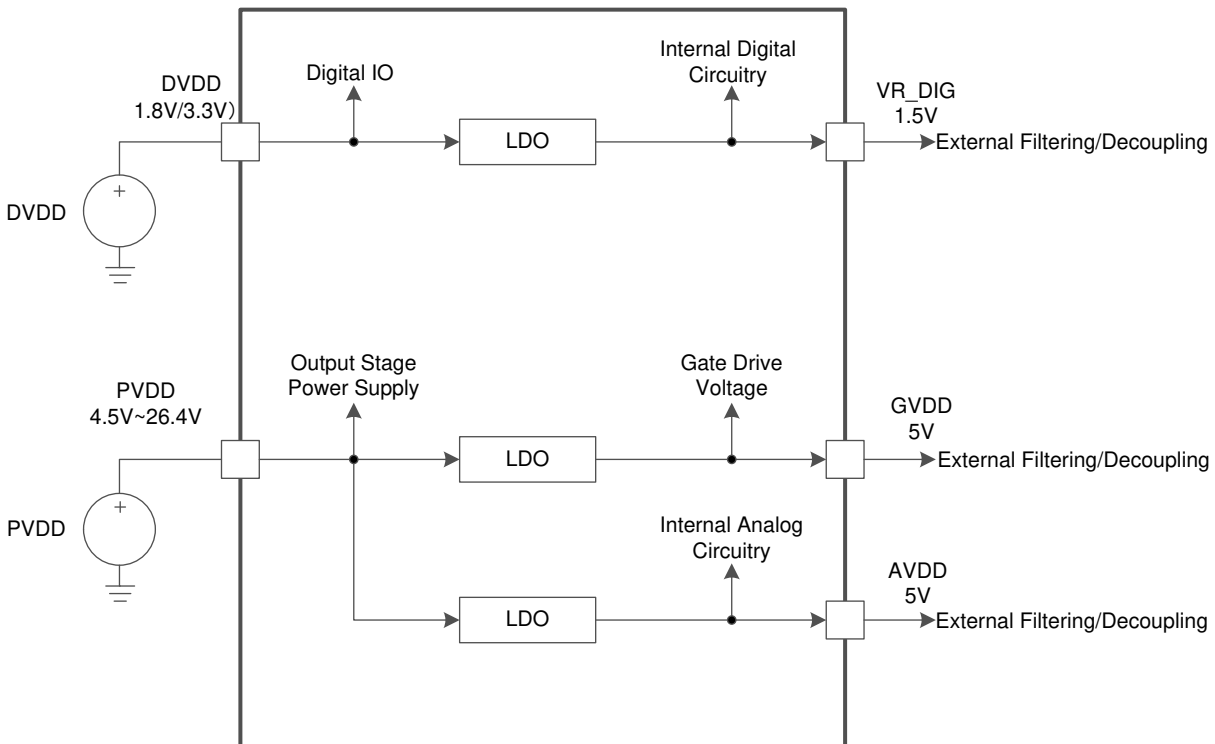 DVDD
1.8V/3.3V)
Digital IO
Internal Digital
Circuitry
VR_DIG
1.5V
LDO
External Filtering/Decoupling
+
DVDD
PVDD
4.5V~26.4V
Output Stage
Power Supply
Gate Drive
Voltage
GVDD
5V
LDO
External Filtering/Decoupling
+
PVDD
Internal Analog
Circuitry
AVDD
5V
LDO
External Filtering/Decoupling